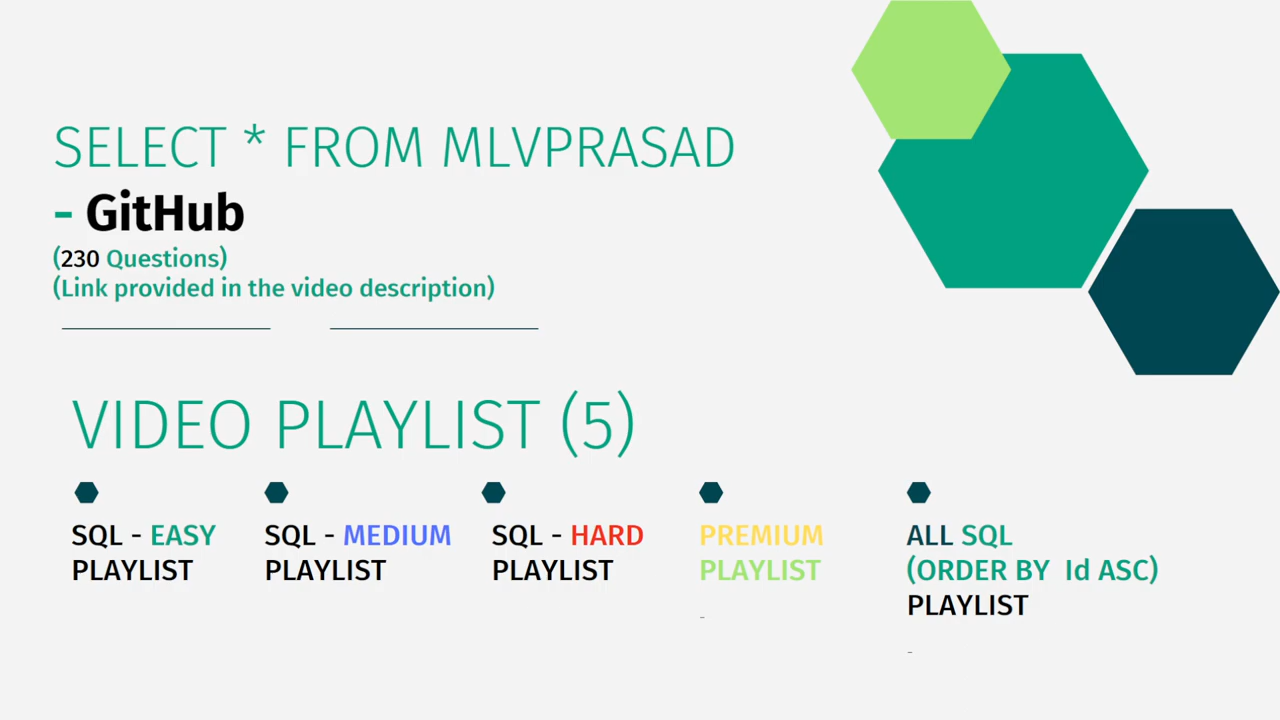 SELECT * FROM MLVPRASAD
- GitHub
(230 Questions)
(Link provided in the video description)
VIDEO PLAYLIST (5)
SQL - EASY
PLAYLIST
SQL - MEDIUM
PLAYLIST
SQL - HARD
PLAYLIST
PREMIUM
PLAYLIST
-
ALL SQL
(ORDER BY Id ASC)
PLAYLIST
-